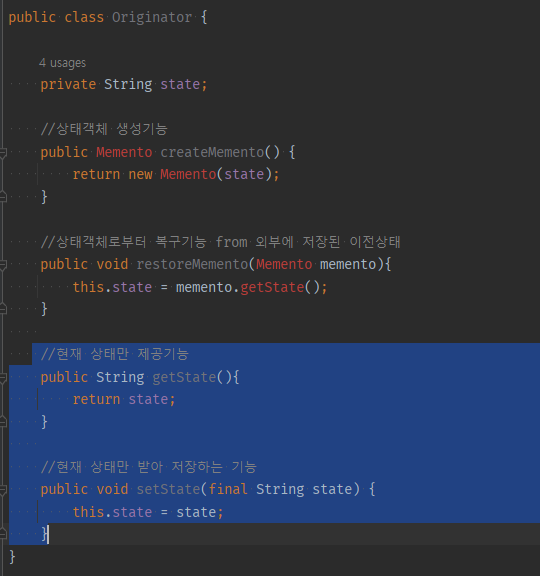 public class Originator {
4 usages
private String state;
//상태객체 생성기능
public Memento createMemento() {
return new Memento(state);
}
//상태객체로부터 복구기능 from 외부에 저장된 이전상태
public void restoreMemento(Memento memento){
this.state = memento.getState();
}
//현재 상태만 제공기능
public String getState(){
return state;
}
//현재 상태만 받아 저장하는 기능
public void setState(final String state) {
this.state = state;
}
}